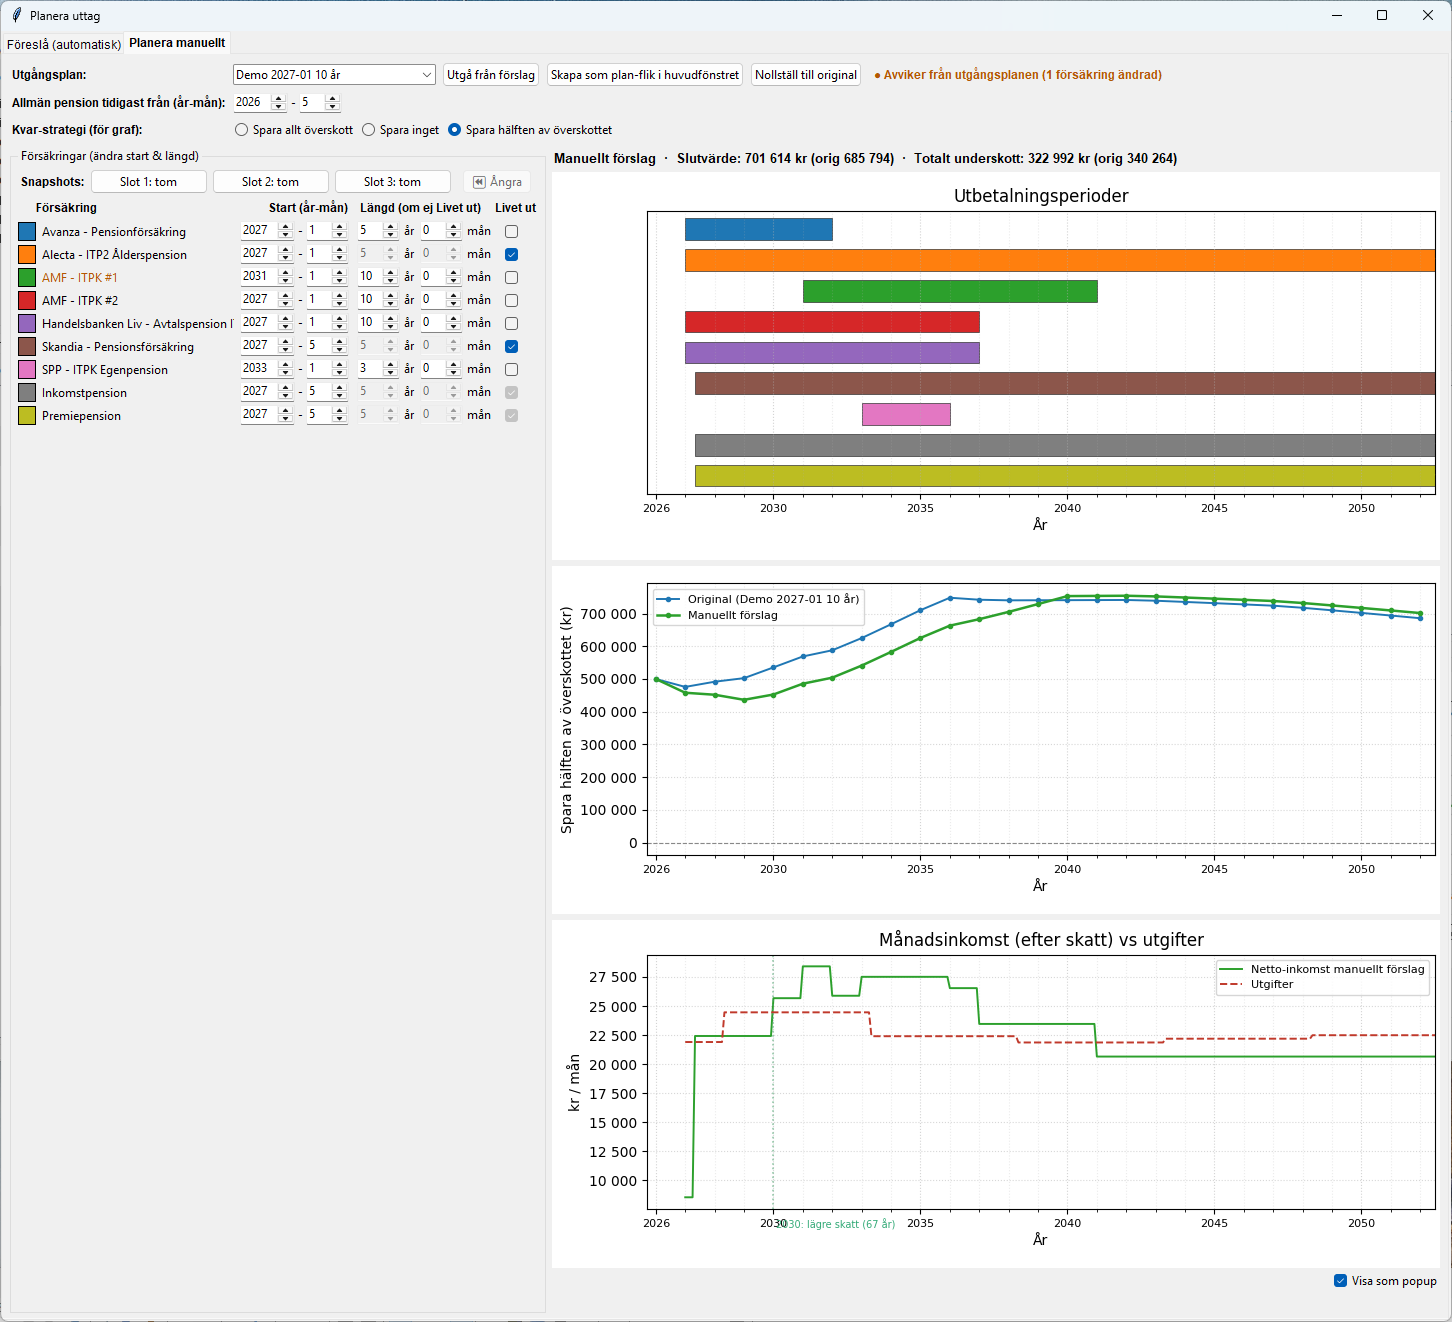 Planera uttag
Föreslå (automatisk) Planera manuellt
Utgångsplan: Demo 2027-01 10 år Utgå från förslag Skapa som plan-flik i huvudfönstret Nollställ till original ● Avviker från utgångsplanen (1 försäkring ändrad)
Allmän pension tidigast från (år-mån): 2026 - 5
Kvar-strategi (för graf): Spara allt överskott Spara inget Spara hälften av överskottet
Försäkringar (ändra start & längd)
Snapshots: Slot 1: tom Slot 2: tom Slot 3: tom Ångra
Försäkring Start (år-mån) Längd (om ej Livet ut) Livet ut
Avanza - Pensionförsäkring 2027 - 1 5 år 0 mån
Alecta - ITP2 Ålderspension 2027 - 1 5 år 0 mån
AMF - ITPK #1 2031 - 1 10 år 0 mån
AMF - ITPK #2 2027 - 1 10 år 0 mån
Handelsbanken Liv - Avtalspension 2027 - 1 10 år 0 mån
Skandia - Pensionsförsäkring 2027 - 5 5 år 0 mån
SPP - ITPK Egenpension 2033 - 1 3 år 0 mån
Inkomstpension 2027 - 5 5 år 0 mån
Premiepension 2027 - 5 5 år 0 mån
Manuellt förslag · Slutvärde: 701 614 kr (orig 685 794) · Totalt underskott: 322 992 kr (orig 340 264)
Utbetalningsperioder
2026 2030 2035 2040 2045 2050
År
Spara hälften av överskottet (kr)
Original (Demo 2027-01 10 år)
Manuellt förslag
700 000
600 000
500 000
400 000
300 000
200 000
100 000
0
2026 2030 2035 2040 2045 2050
År
Månadsinkomst (efter skatt) vs utgifter
Netto-inkomst manuellt förslag
Utgifter
kr / mån
27 500
25 000
22 500
20 000
17 500
15 000
12 500
10 000
2026 2030 2035 2040 2045 2050
2030: lägre skatt (67 år)
År
Visa som popup